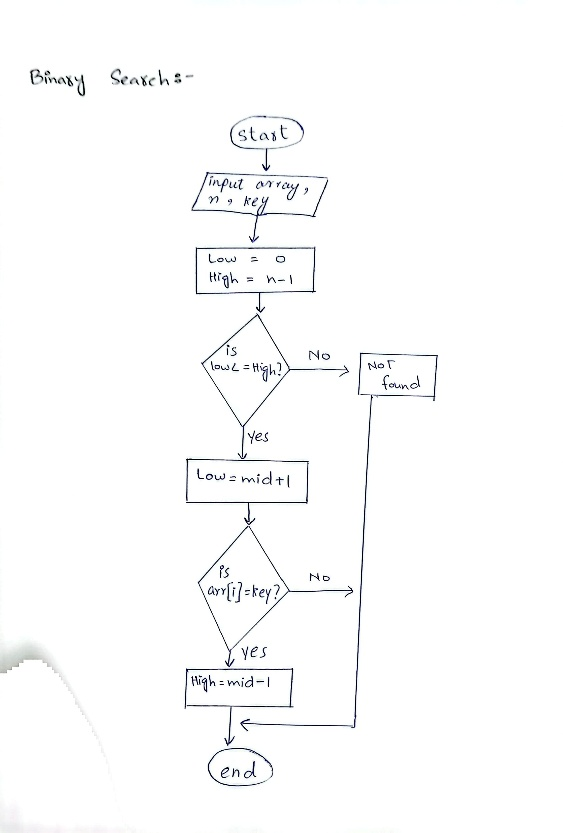 Binary Search:-
start
input array,
n, key
Low = 0
High = n-1
is
low<=High?
No
NOT
found
yes
Low=mid+1
is
arr[i]=key?
No
yes
High=mid-1
end